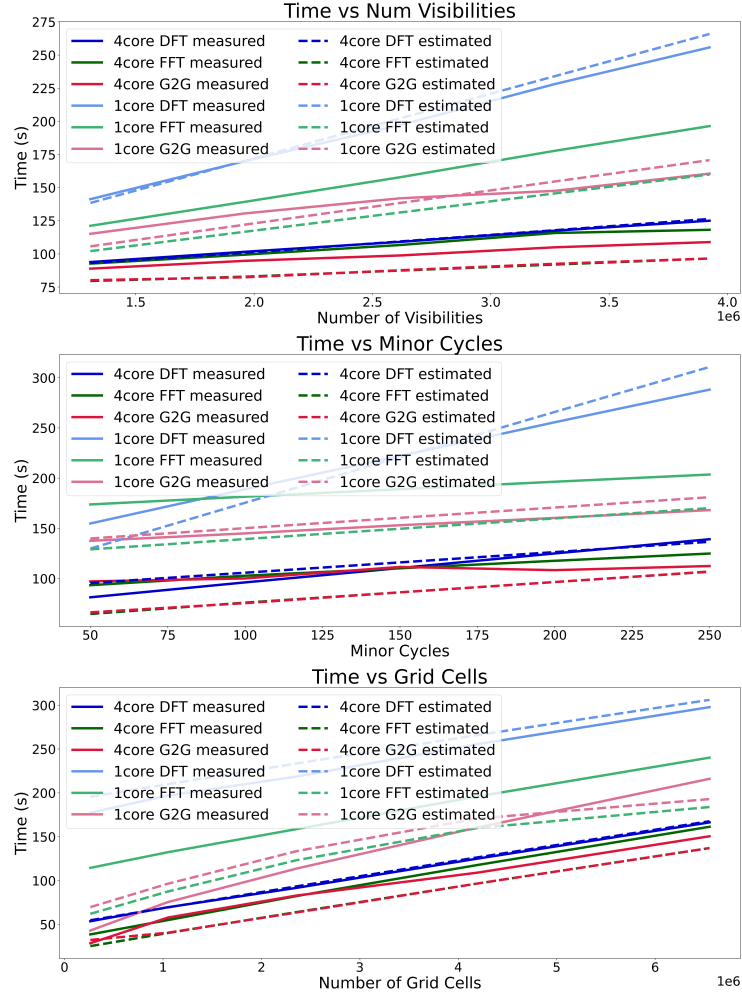 Time vs Num Visibilities
275
250
225
200
175
150
125
100
75
Time (s)
4core DFT measured
4core FFT measured
4core G2G measured
1core DFT measured
1core FFT measured
1core G2G measured
4core DFT estimated
4core FFT estimated
4core G2G estimated
1core DFT estimated
1core FFT estimated
1core G2G estimated
1.5 2.0 2.5 3.0 3.5 4.0
1e6
Number of Visibilities
Time vs Minor Cycles
300
250
200
150
100
Time (s)
4core DFT measured
4core FFT measured
4core G2G measured
1core DFT measured
1core FFT measured
1core G2G measured
4core DFT estimated
4core FFT estimated
4core G2G estimated
1core DFT estimated
1core FFT estimated
1core G2G estimated
50 75 100 125 150 175 200 225 250
Minor Cycles
Time vs Grid Cells
300
250
200
150
100
50
Time (s)
4core DFT measured
4core FFT measured
4core G2G measured
1core DFT measured
1core FFT measured
1core G2G measured
4core DFT estimated
4core FFT estimated
4core G2G estimated
1core DFT estimated
1core FFT estimated
1core G2G estimated
0 1 2 3 4 5 6
1e6
Number of Grid Cells